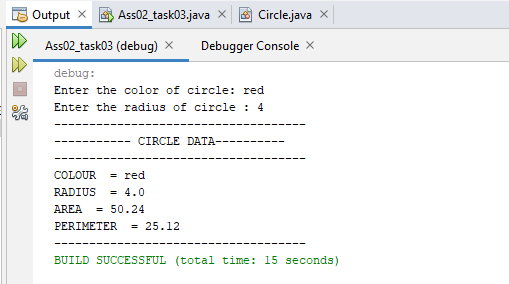 Output × Ass02_task03.java × Circle.java ×
Ass02_task03 (debug) × Debugger Console ×
debug:
Enter the color of circle: red
Enter the radius of circle : 4
------------------------------------
----------- CIRCLE DATA----------
------------------------------------
COLOUR  = red
RADIUS  = 4.0
AREA  = 50.24
PERIMETER  = 25.12
------------------------------------
BUILD SUCCESSFUL (total time: 15 seconds)